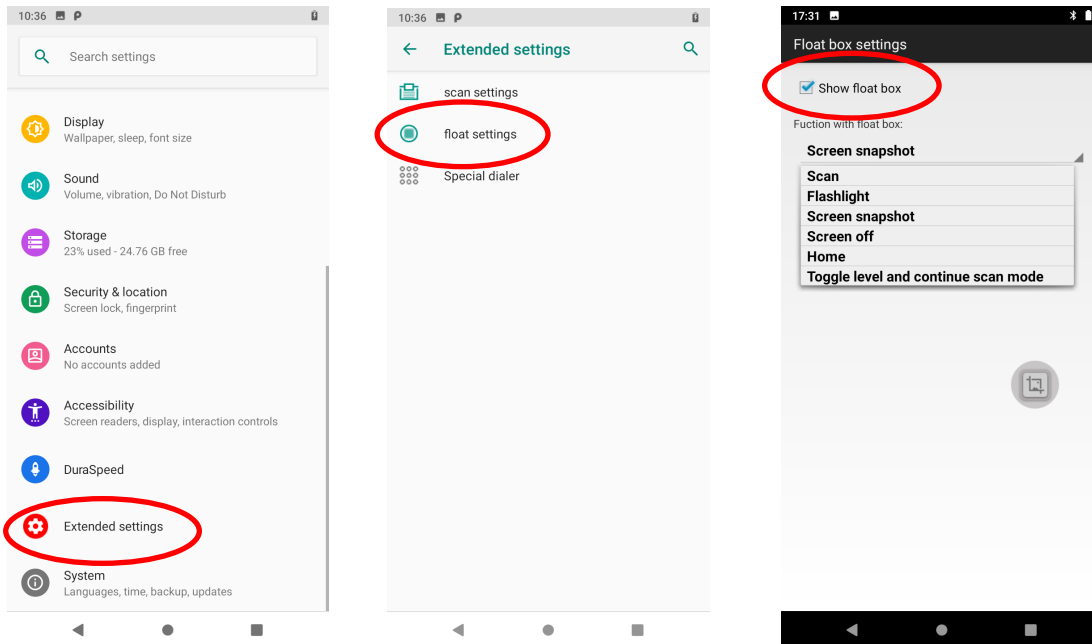 10:36
Search settings
Display
Wallpaper, sleep, font size
Sound
Volume, vibration, Do Not Disturb
Storage
23% used - 24.76 GB free
Security & location
Screen lock, fingerprint
Accounts
No accounts added
Accessibility
Screen readers, display, interaction controls
DuraSpeed
Extended settings
System
Languages, time, backup, updates
10:36
Extended settings
scan settings
float settings
Special dialer
17:31
Float box settings
Show float box
Fuction with float box:
Screen snapshot
Scan
Flashlight
Screen snapshot
Screen off
Home
Toggle level and continue scan mode